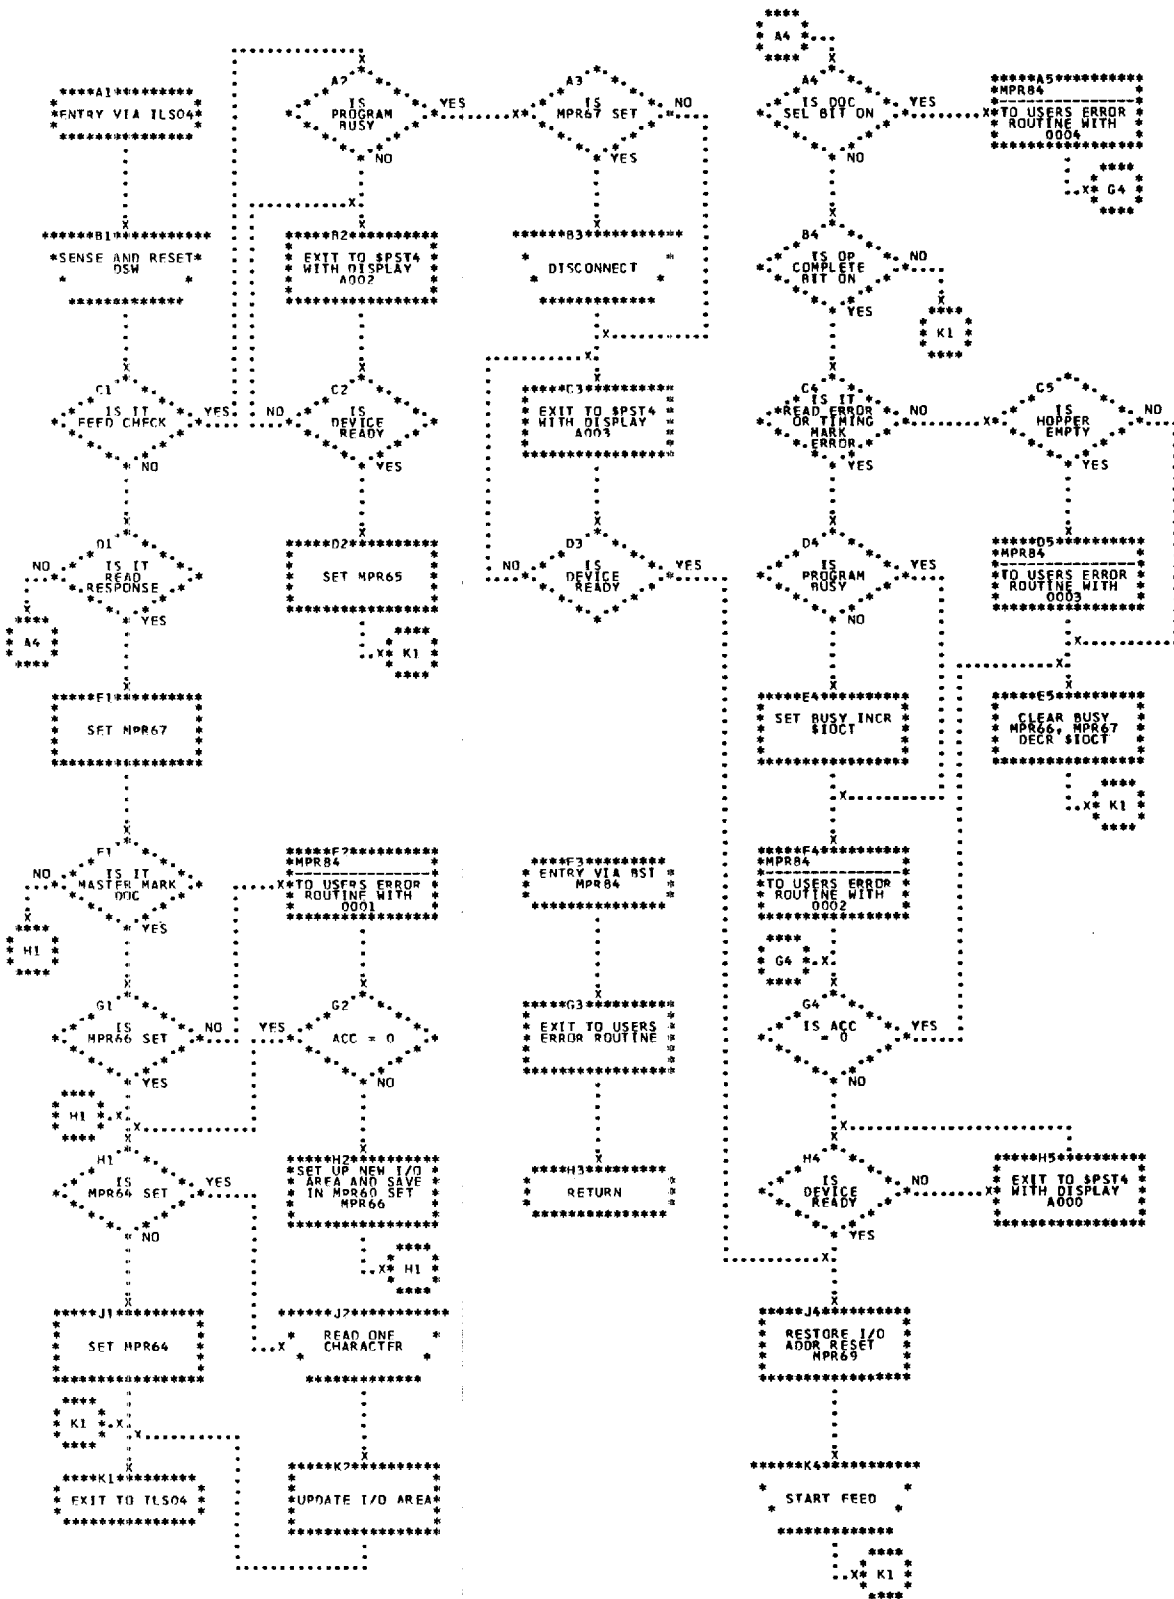 A1
ENTRY VIA ILS04
B1
SENSE AND RESET
DSW
C1
IS IT
FEED CHECK
YES
NO
D1
IS IT
READ
RESPONSE
NO
YES
A4
E1
SET MPR67
F1
IS IT
MASTER MARK
DOC
NO
YES
H1
G1
IS
MPR66 SET
NO
YES
H1
H1
IS
MPR64 SET
YES
NO
J1
SET MPR64
K1
K1
EXIT TO ILS04
A2
IS
PROGRAM
BUSY
YES
NO
B2
EXIT TO $PST4
WITH DISPLAY
A002
C2
IS
DEVICE
READY
NO
YES
D2
SET MPR65
K1
F2
MPR84
TO USERS ERROR
ROUTINE WITH
0001
G2
ACC = 0
YES
NO
H2
SET UP NEW I/O
AREA AND SAVE
IN MPR60 SET
MPR66
H1
J2
READ ONE
CHARACTER
K2
UPDATE I/O AREA
A3
IS
MPR67 SET
NO
YES
B3
DISCONNECT
C3
EXIT TO $PST4
WITH DISPLAY
A003
D3
IS
DEVICE
READY
NO
YES
F3
ENTRY VIA BSI
MPR84
G3
EXIT TO USERS
ERROR ROUTINE
H3
RETURN
A4
A4
IS DOC
SEL BIT ON
YES
NO
B4
IS OP
COMPLETE
BIT ON
NO
YES
K1
C4
IS IT
READ ERROR
OR TIMING
MARK
ERROR
NO
YES
D4
IS
PROGRAM
BUSY
YES
NO
E4
SET BUSY INCR
$IOCT
F4
MPR84
TO USERS ERROR
ROUTINE WITH
0002
G4
G4
IS ACC
= 0
YES
NO
H4
IS
DEVICE
READY
NO
YES
J4
RESTORE I/O
ADDR RESET
MPR69
K4
START FEED
K1
A5
MPR84
TO USERS ERROR
ROUTINE WITH
0004
G4
C5
IS
HOPPER
EMPTY
NO
YES
D5
MPR84
TO USERS ERROR
ROUTINE WITH
0003
E5
CLEAR BUSY
MPR66, MPR67
DECR $IOCT
K1
H5
EXIT TO $PST4
WITH DISPLAY
A000